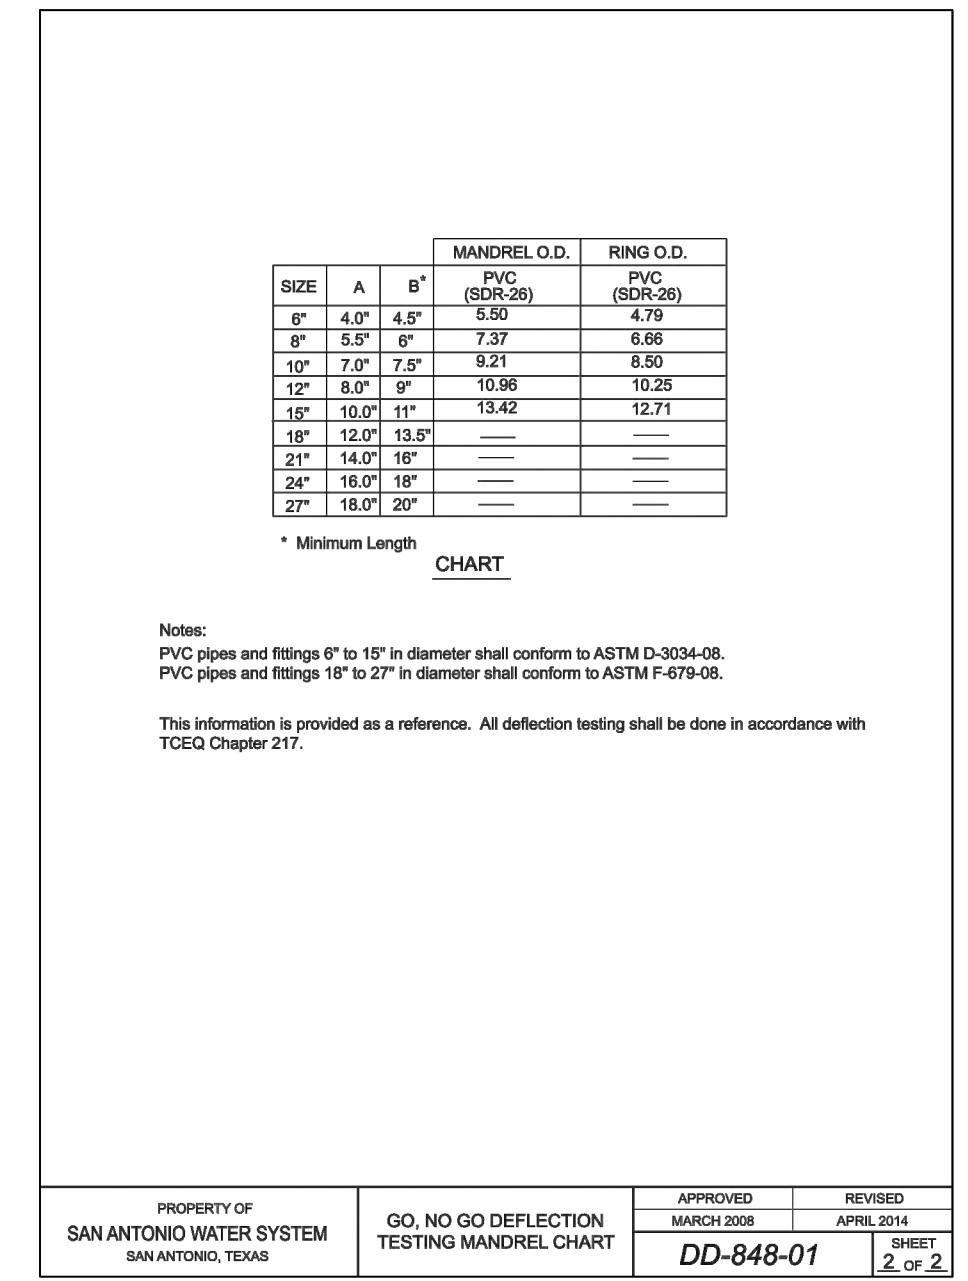 MANDREL O.D. RING O.D.
SIZE A B* PVC (SDR-26) PVC (SDR-26)
6" 4.0" 4.5" 5.50 4.79
8" 5.5" 6" 7.37 6.66
10" 7.0" 7.5" 9.21 8.50
12" 8.0" 9" 10.96 10.25
15" 10.0" 11" 13.42 12.71
18" 12.0" 13.5" — —
21" 14.0" 16" — —
24" 16.0" 18" — —
27" 18.0" 20" — —
* Minimum Length
CHART
Notes:
PVC pipes and fittings 6" to 15" in diameter shall conform to ASTM D-3034-08.
PVC pipes and fittings 18" to 27" in diameter shall conform to ASTM F-679-08.
This information is provided as a reference. All deflection testing shall be done in accordance with
TCEQ Chapter 217.
PROPERTY OF
SAN ANTONIO WATER SYSTEM
SAN ANTONIO, TEXAS
GO, NO GO DEFLECTION
TESTING MANDREL CHART
APPROVED REVISED
MARCH 2008 APRIL 2014
DD-848-01
SHEET
2 OF 2